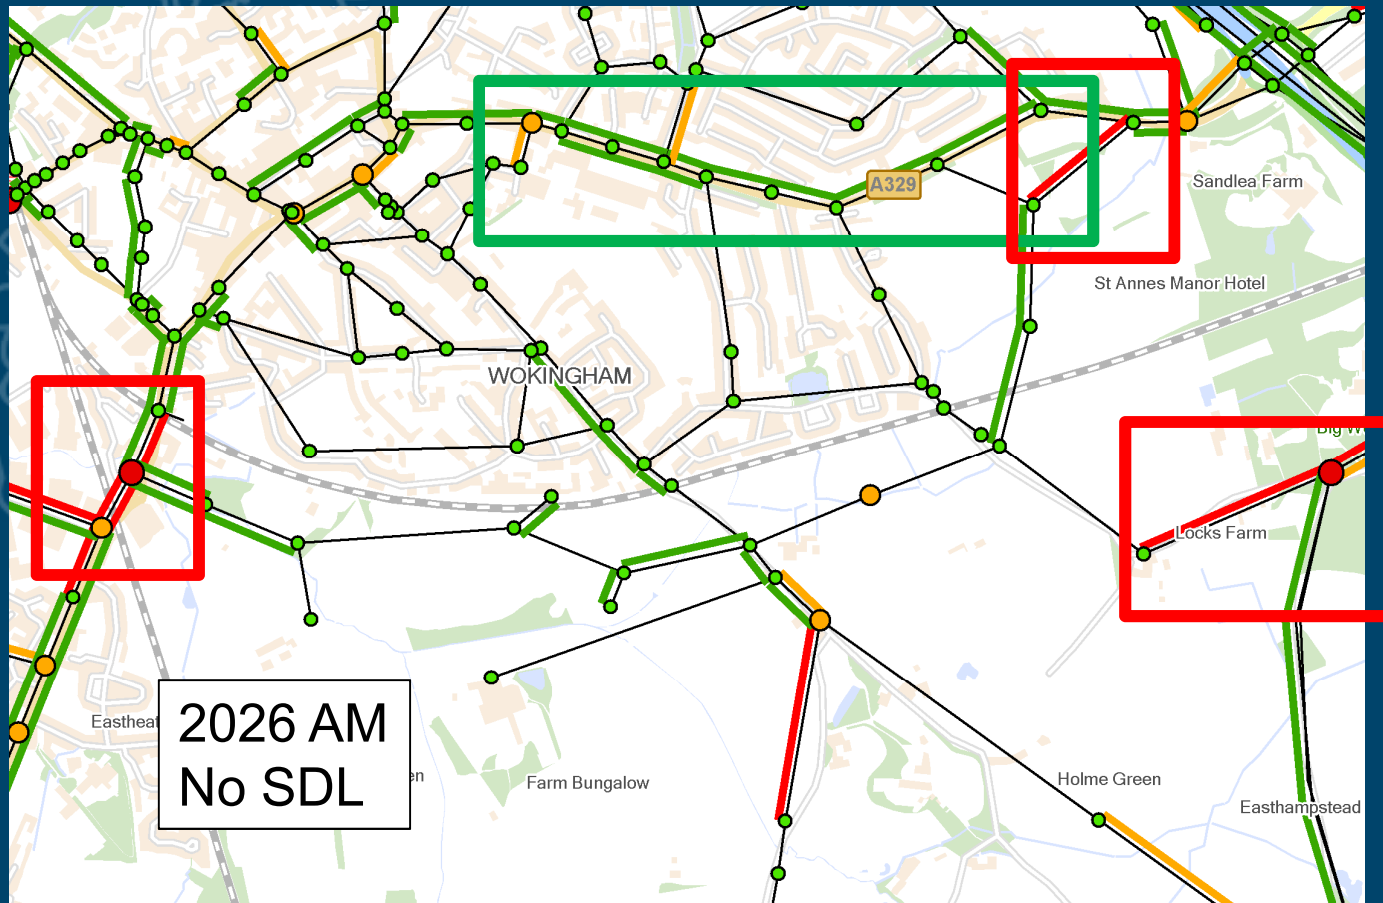 A329
Sandlea Farm
St Annes Manor Hotel
WOKINGHAM
Locks Farm
2026 AM
No SDL
Farm Bungalow
Holme Green
Easthampstead